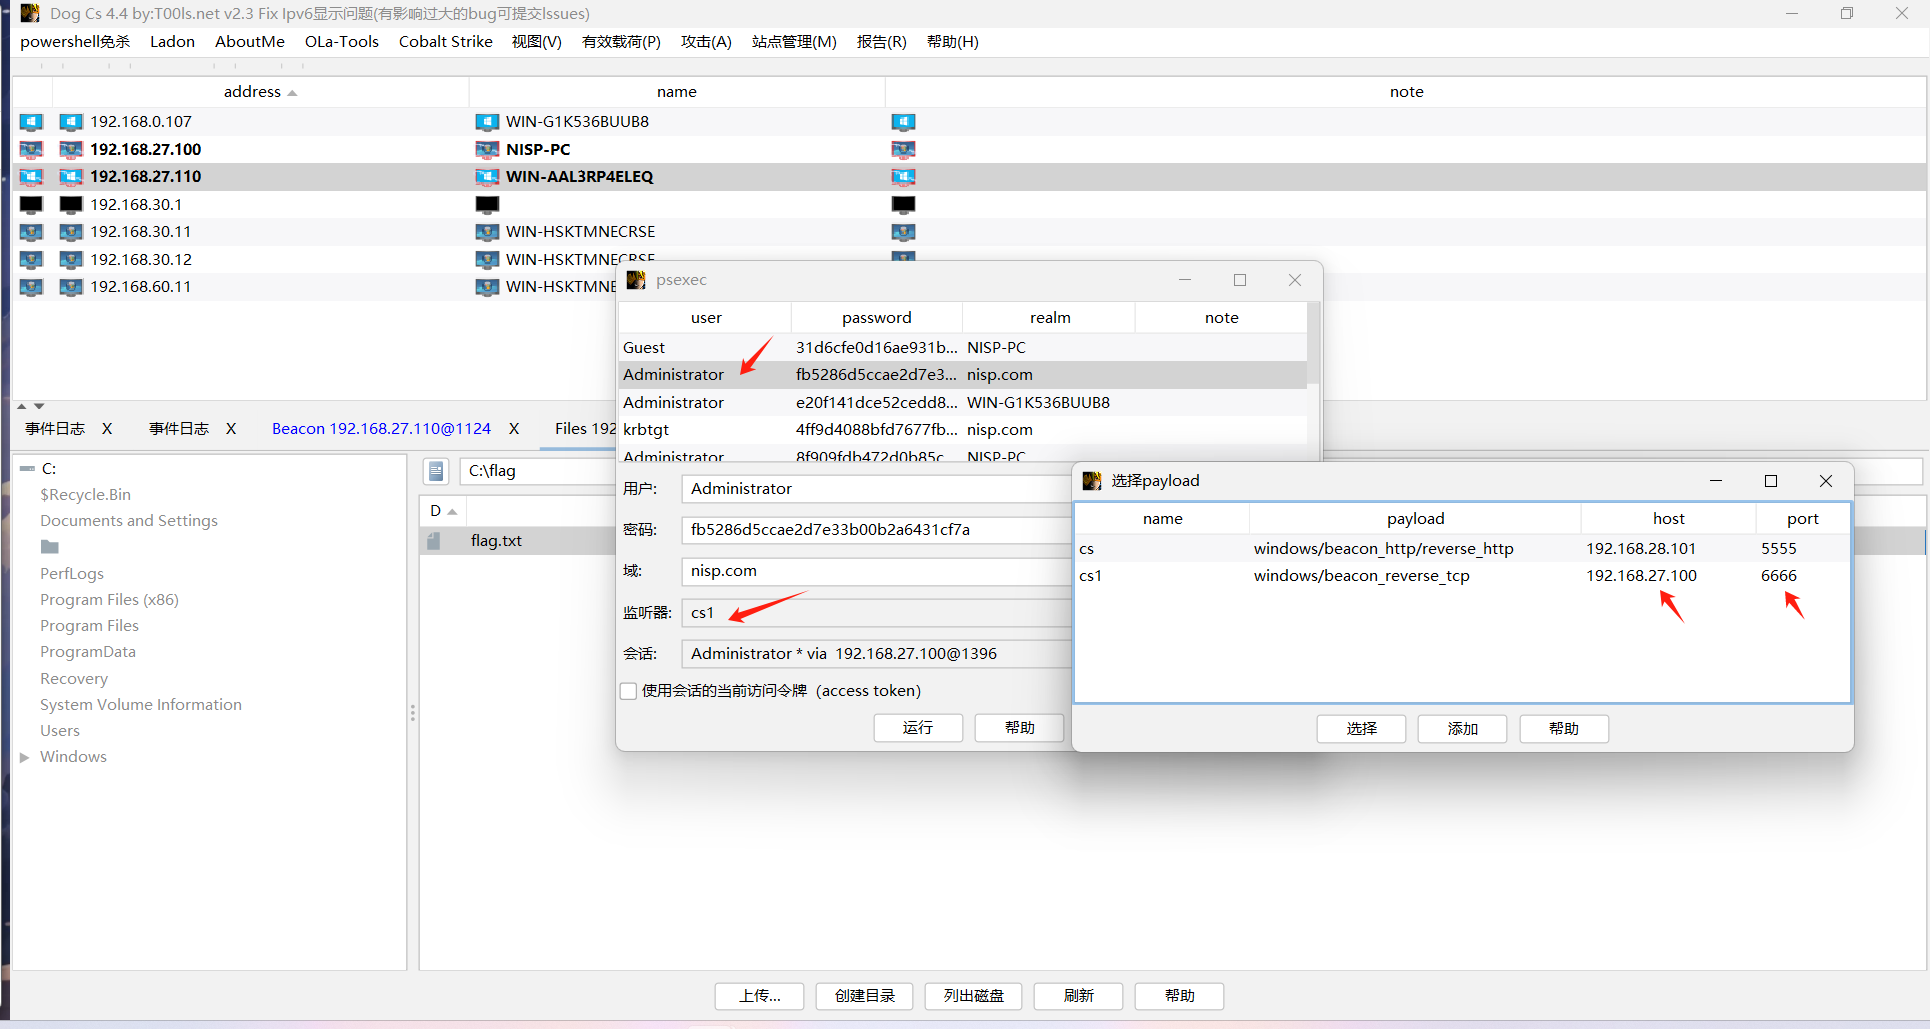 Dog Cs 4.4 by:T00ls.net v2.3 Fix Ipv6显示问题(有影响过大的bug可提交Issues)
powershell免杀 Ladon AboutMe OLa-Tools Cobalt Strike 视图(V) 有效载荷(P) 攻击(A) 站点管理(M) 报告(R) 帮助(H)
address name note
192.168.0.107 WIN-G1K536BUUB8
192.168.27.100 NISP-PC
192.168.27.110 WIN-AAL3RP4ELEQ
192.168.30.1
192.168.30.11 WIN-HSKTMNECRSE
192.168.30.12 WIN-HSKTMNECRSE
192.168.60.11 WIN-HSKTMNE
psexec
user password realm note
Guest 31d6cfe0d16ae931b... NISP-PC
Administrator fb5286d5ccae2d7e3... nisp.com
Administrator e20f141dce52cedd8... WIN-G1K536BUUB8
krbtgt 4ff9d4088bfd7677fb... nisp.com
Administrator 8f909fdb472d0b85c... NISP-PC
用户: Administrator
密码: fb5286d5ccae2d7e33b00b2a6431cf7a
域: nisp.com
监听器: cs1
会话: Administrator * via 192.168.27.100@1396
使用会话的当前访问令牌 (access token)
运行 帮助
选择payload
name payload host port
cs windows/beacon_http/reverse_http 192.168.28.101 5555
cs1 windows/beacon_reverse_tcp 192.168.27.100 6666
选择 添加 帮助
事件日志 X 事件日志 X Beacon 192.168.27.110@1124 X Files 192
C:
$Recycle.Bin
Documents and Settings
PerfLogs
Program Files (x86)
Program Files
ProgramData
Recovery
System Volume Information
Users
Windows
C:\flag
D
flag.txt
上传... 创建目录 列出磁盘 刷新 帮助